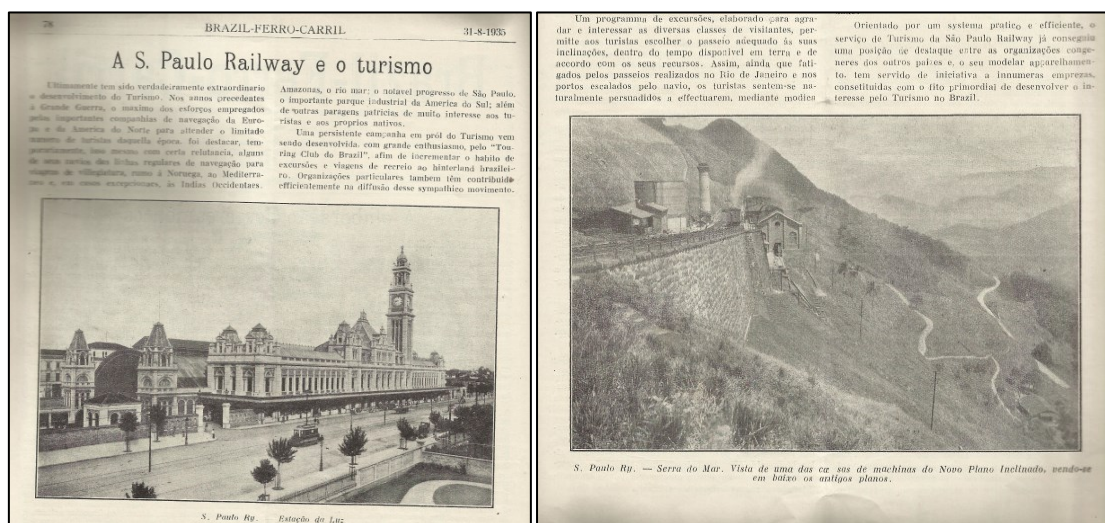 78
BRAZIL-FERRO-CARRIL
31-8-1935
A S. Paulo Railway e o turismo
Ultimamente tem sido verdadeiramente extraordinario
o desenvolvimento do Turismo. Nos annos precedentes
a Grande Guerra, o maximo dos esforços empregados
pelas importantes companhias de navegação da Euro-
pa e da America do Norte para attender o limitado
numero de turistas daquella época, foi destacar, tem-
porariamente, isso mesmo com certa relutancia, alguns
de seus navios das linhas regulares de navegação para
viagens de villegiatura, rumo á Noruega, ao Mediterra-
neo e, em casos excepcionaes, ás Indias Occidentaes.
Amazonas, o rio mar; o notavel progresso de São Paulo,
o importante parque industrial da America do Sul; além
de outras paragens patricias de muito interesse aos tu-
ristas e aos proprios nativos.
Uma persistente campanha em pról do Turismo vem
sendo desenvolvida, com grande enthusiasmo, pelo "Tou-
ring Club do Brazil", afim de incrementar o habito de
excursões e viagens de recreio ao hinterland brazilei-
ro. Organizações particulares tambem têm contribuido
efficientemente na diffusão desse sympathico movimento.
S. Paulo Ry. — Estação da Luz
Um programma de excursões, elaborado para agra-
dar e interessar as diversas classes de visitantes, per-
mitte aos turistas escolher o passeio adequado ás suas
inclinações, dentro do tempo disponivel em terra e de
accordo com os seus recursos. Assim, ainda que fati-
gados pelos passeios realizados no Rio de Janeiro e nos
portos escalados pelo navio, os turistas sentem-se na-
turalmente persuadidos a effectuarem, mediante modica
Orientado por um systema pratico e efficiente, o
serviço de Turismo da São Paulo Railway já conseguiu
uma posição de destaque entre as organizações conge-
neres dos outros paizes e, o seu modelar apparelhamen-
to, tem servido de iniciativa a innumeras emprezas,
constituidas com o fito primordial de desenvolver o in-
teresse pelo Turismo no Brazil.
S. Paulo Ry. — Serra do Mar. Vista de uma das ca sas de machinas do Novo Plano Inclinado, vendo-se
em baixo os antigos planos.